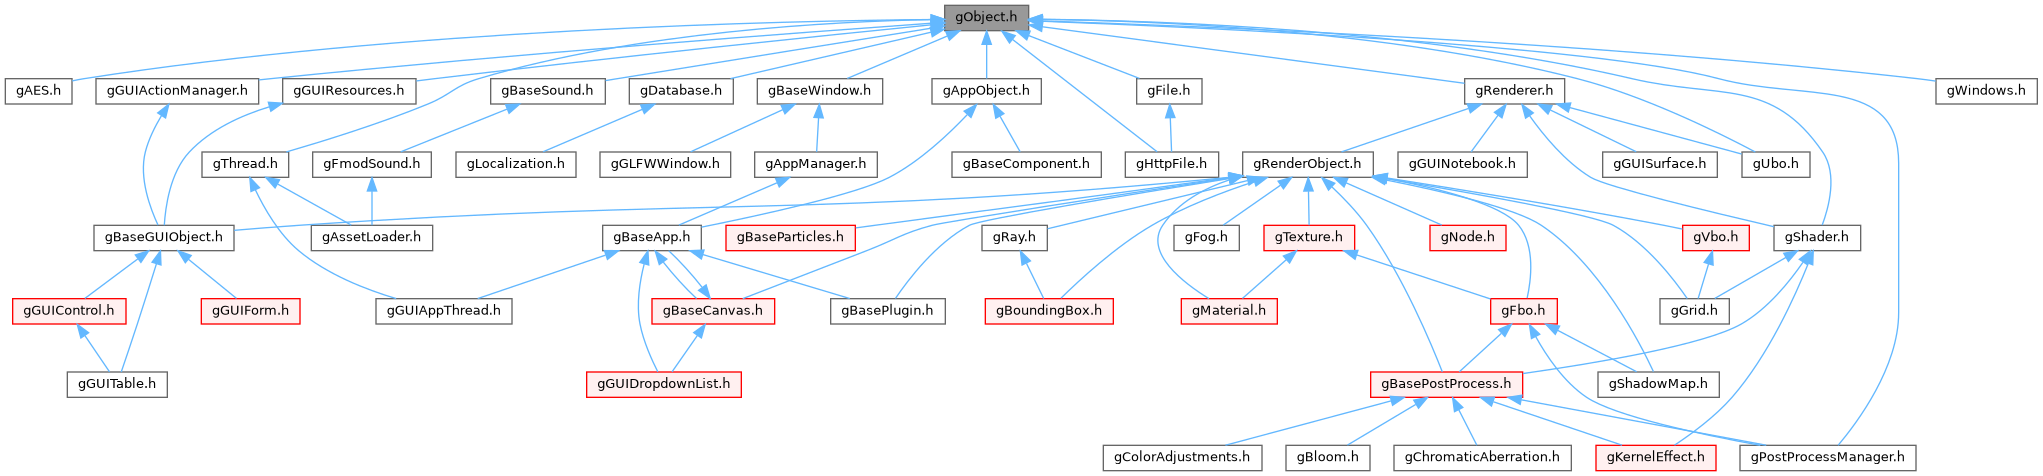 gObject.h
gAES.h
gGUIActionManager.h
gGUIResources.h
gBaseSound.h
gDatabase.h
gBaseWindow.h
gAppObject.h
gFile.h
gRenderer.h
gWindows.h
gThread.h
gFmodSound.h
gLocalization.h
gGLFWWindow.h
gAppManager.h
gBaseComponent.h
gHttpFile.h
gRenderObject.h
gGUINotebook.h
gGUISurface.h
gUbo.h
gBaseGUIObject.h
gAssetLoader.h
gBaseApp.h
gBaseParticles.h
gRay.h
gFog.h
gTexture.h
gNode.h
gVbo.h
gShader.h
gGUIControl.h
gGUIForm.h
gGUIAppThread.h
gBaseCanvas.h
gBasePlugin.h
gBoundingBox.h
gMaterial.h
gFbo.h
gGrid.h
gGUITable.h
gGUIDropdownList.h
gBasePostProcess.h
gShadowMap.h
gColorAdjustments.h
gBloom.h
gChromaticAberration.h
gKernelEffect.h
gPostProcessManager.h